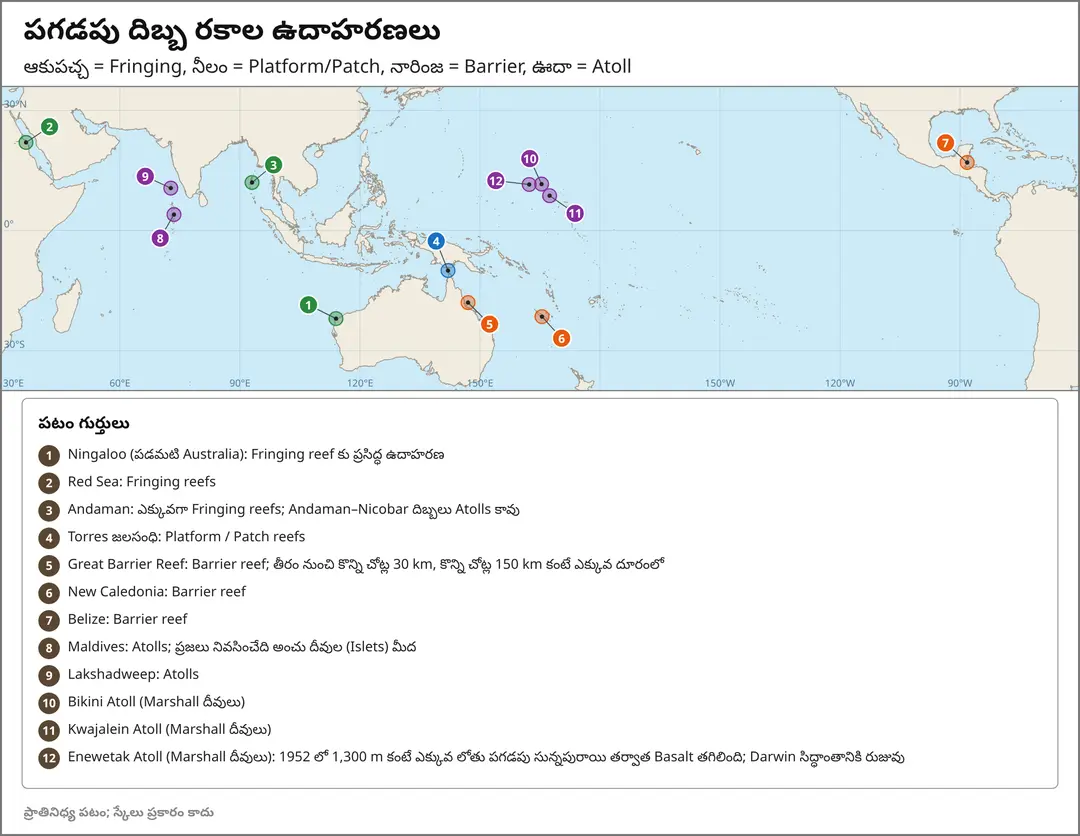 పగడపు దిబ్బ రకాల ఉదాహరణలు
ఆకుపచ్చ = Fringing, నీలం = Platform/Patch, నారింజ = Barrier, ఊదా = Atoll
30°N
2
7
10
3
9
12
11
0°
8
4
1
5
6
30°S
30°E 60°E 90°E 120°E 150°E 150°W 120°W 90°W
పటం గుర్తులు
1 Ningaloo (పడమటి Australia): Fringing reef కు ప్రసిద్ధ ఉదాహరణ
2 Red Sea: Fringing reefs
3 Andaman: ఎక్కువగా Fringing reefs; Andaman–Nicobar దిబ్బలు Atolls కావు
4 Torres జలసంధి: Platform / Patch reefs
5 Great Barrier Reef: Barrier reef; తీరం నుంచి కొన్ని చోట్ల 30 km, కొన్ని చోట్ల 150 km కంటే ఎక్కువ దూరంలో
6 New Caledonia: Barrier reef
7 Belize: Barrier reef
8 Maldives: Atolls; ప్రజలు నివసించేది అంచు దీవుల (Islets) మీద
9 Lakshadweep: Atolls
10 Bikini Atoll (Marshall దీవులు)
11 Kwajalein Atoll (Marshall దీవులు)
12 Enewetak Atoll (Marshall దీవులు): 1952 లో 1,300 m కంటే ఎక్కువ లోతు పగడపు సున్నపురాయి తర్వాత Basalt తగిలింది; Darwin సిద్ధాంతానికి రుజువు
ప్రాతినిధ్య పటం; స్కేలు ప్రకారం కాదు